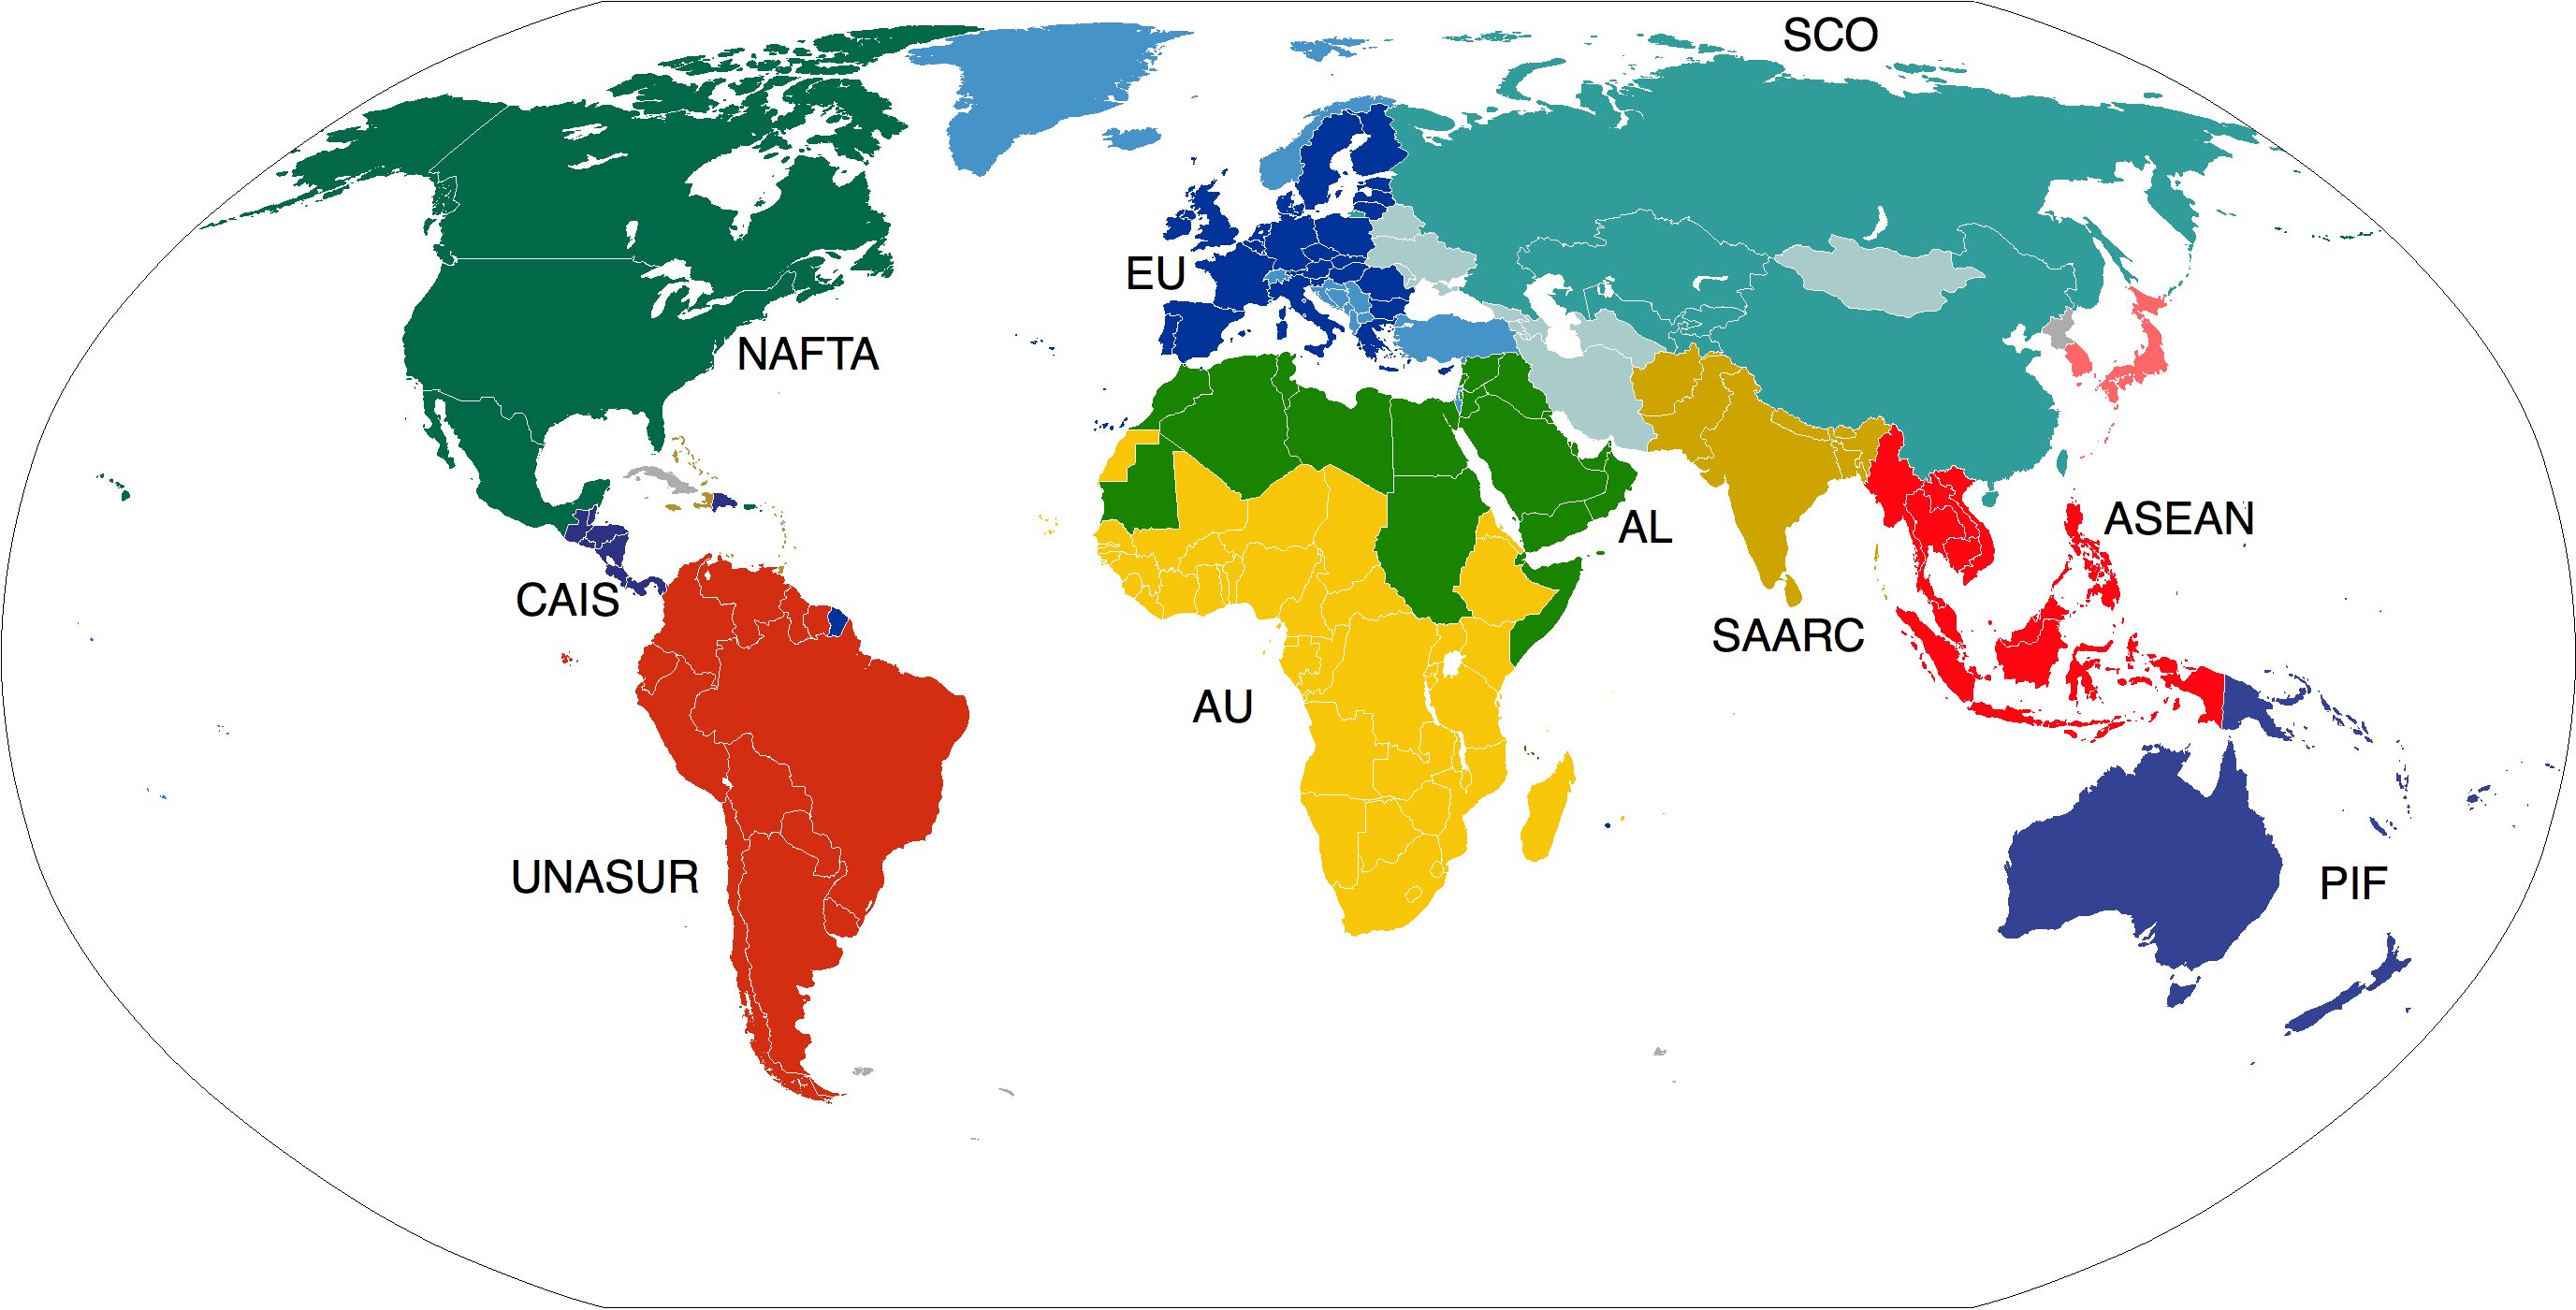 SCO
EU
NAFTA
ASEAN
AL
CAIS
SAARC
AU
UNASUR
PIF